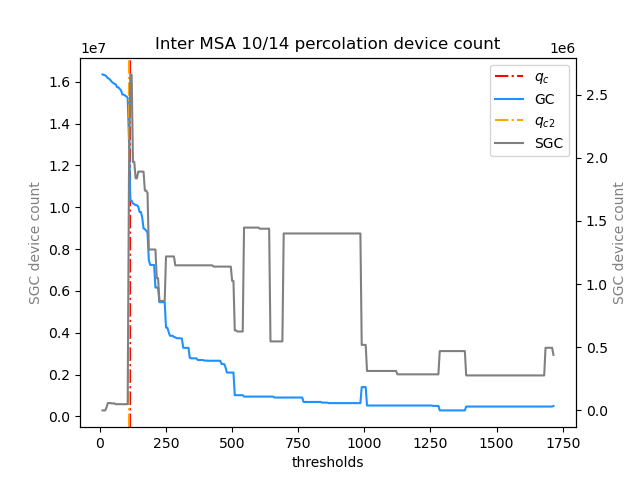 Inter MSA 10/14 percolation device count
1e7
1e6
1.6
1.4
1.2
1.0
0.8
0.6
0.4
0.2
0.0
SGC device count
q_c
GC
q_{c2}
SGC
2.5
2.0
1.5
1.0
0.5
0.0
SGC device count
0 250 500 750 1000 1250 1500 1750
thresholds